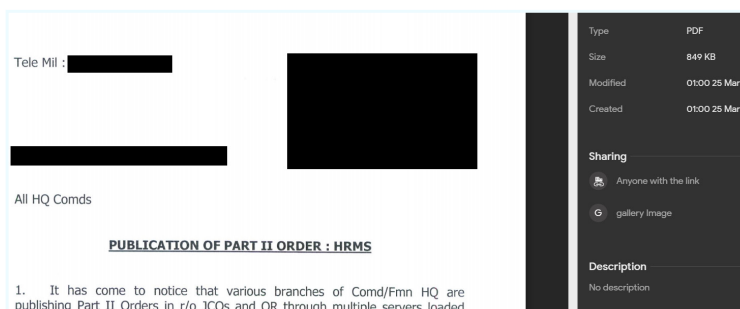 Tele Mil :
All HQ Comds
PUBLICATION OF PART II ORDER : HRMS
1. It has come to notice that various branches of Comd/Fmn HQ are
publishing Part II Orders in r/o JCOs and OR through multiple servers loaded
Type PDF
Size 849 KB
Modified 01:00 25 Mar
Created 01:00 25 Mar
Sharing
Anyone with the link
G gallery Image
Description
No description